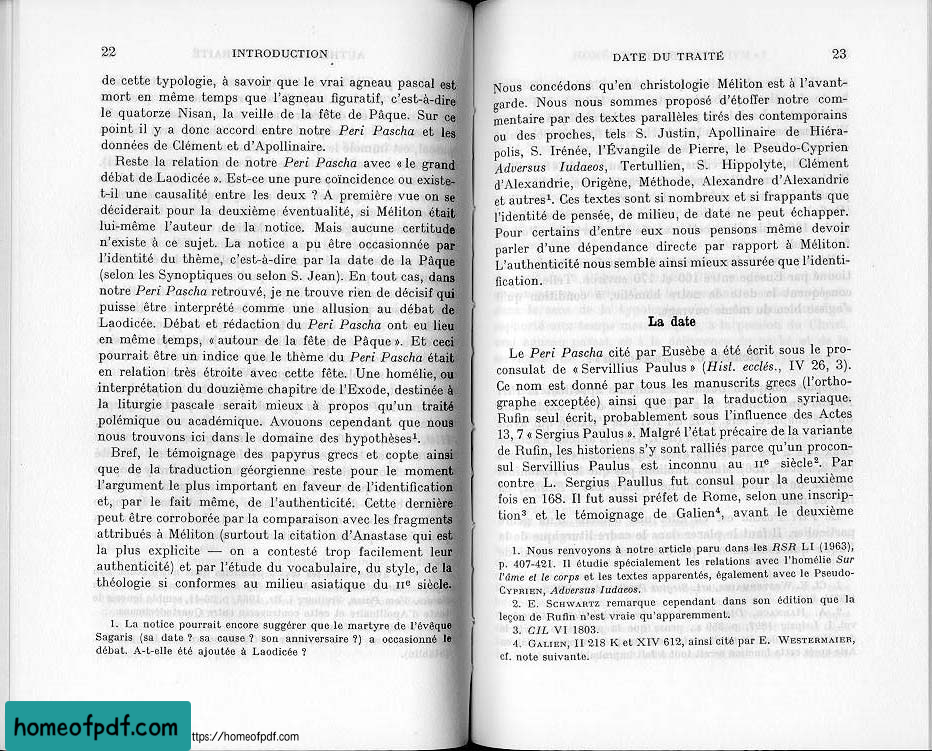 22
INTRODUCTION
de cette typologie, à savoir que le vrai agneau pascal est
mort en même temps que l'agneau figuratif, c'est-à-dire
le quatorze Nisan, la veille de la fête de Pâque. Sur ce
point il y a donc accord entre notre Peri Pascha et les
données de Clément et d'Apollinaire.
Reste la relation de notre Peri Pascha avec « le grand
débat de Laodicée ». Est-ce une pure coïncidence ou existe-
t-il une causalité entre les deux ? A première vue on se
déciderait pour la deuxième éventualité, si Méliton était
lui-même l'auteur de la notice. Mais aucune certitude
n'existe à ce sujet. La notice a pu être occasionnée par
l'identité du thème, c'est-à-dire par la date de la Pâque
(selon les Synoptiques ou selon S. Jean). En tout cas, dans
notre Peri Pascha retrouvé, je ne trouve rien de décisif qui
puisse être interprété comme une allusion au débat de
Laodicée. Débat et rédaction du Peri Pascha ont eu lieu
en même temps, « autour de la fête de Pâque ». Et ceci
pourrait être un indice que le thème du Peri Pascha était
en relation très étroite avec cette fête. Une homélie, ou
interprétation du douzième chapitre de l'Exode, destinée à
la liturgie pascale serait mieux à propos qu'un traité
polémique ou académique. Avouons cependant que nous
nous trouvons ici dans le domaine des hypothèses¹.
Bref, le témoignage des papyrus grecs et copte ainsi
que de la traduction géorgienne reste pour le moment
l'argument le plus important en faveur de l'identification
et, par le fait même, de l'authenticité. Cette dernière
peut être corroborée par la comparaison avec les fragments
attribués à Méliton (surtout la citation d'Anastase qui est
la plus explicite — on a contesté trop facilement leur
authenticité) et par l'étude du vocabulaire, du style, de la
théologie si conformes au milieu asiatique du IIᵉ siècle.
1. La notice pourrait encore suggérer que le martyre de l'évêque
Sagaris (sa date ? sa cause ? son anniversaire ?) a occasionné le
débat. A-t-elle été ajoutée à Laodicée ?
DATE DU TRAITÉ
23
Nous concédons qu'en christologie Méliton est à l'avant-
garde. Nous nous sommes proposé d'étoffer notre com-
mentaire par des textes parallèles tirés des contemporains
ou des proches, tels S. Justin, Apollinaire de Hiéra-
polis, S. Irénée, l'Évangile de Pierre, le Pseudo-Cyprien
Adversus Iudaeos, Tertullien, S. Hippolyte, Clément
d'Alexandrie, Origène, Méthode, Alexandre d'Alexandrie
et autres¹. Ces textes sont si nombreux et si frappants que
l'identité de pensée, de milieu, de date ne peut échapper.
Pour certains d'entre eux nous pensons même devoir
parler d'une dépendance directe par rapport à Méliton.
L'authenticité nous semble ainsi mieux assurée que l'identi-
fication.
La date
Le Peri Pascha cité par Eusèbe a été écrit sous le pro-
consulat de « Servillius Paulus » (Hist. ecclés., IV 26, 3).
Ce nom est donné par tous les manuscrits grecs (l'ortho-
graphe exceptée) ainsi que par la traduction syriaque.
Rufin seul écrit, probablement sous l'influence des Actes
13, 7 « Sergius Paulus ». Malgré l'état précaire de la variante
de Rufin, les historiens s'y sont ralliés parce qu'un procon-
sul Servillius Paulus est inconnu au IIᵉ siècle². Par
contre L. Sergius Paullus fut consul pour la deuxième
fois en 168. Il fut aussi préfet de Rome, selon une inscrip-
tion³ et le témoignage de Galien⁴, avant le deuxième
1. Nous renvoyons à notre article paru dans les RSR LI (1963),
p. 407-421. Il étudie spécialement les relations avec l'homélie Sur
l'âme et le corps et les textes apparentés, également avec le Pseudo-
CYPRIEN, Adversus Iudaeos.
2. E. SCHWARTZ remarque cependant dans son édition que la
leçon de Rufin n'est vraie qu'apparemment.
3. CIL VI 1803.
4. GALIEN, II 218 K et XIV 612, ainsi cité par E. WESTERMAIER,
cf. note suivante.
homeofpdf.com
ttps://homeofpdf.com